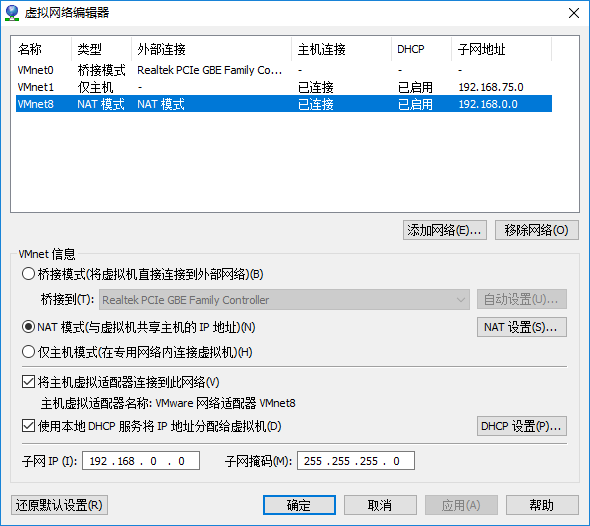 虚拟网络编辑器
名称 类型 外部连接 主机连接 DHCP 子网地址
VMnet0 桥接模式 Realtek PCIe GBE Family Co... - - -
VMnet1 仅主机... - 已连接 已启用 192.168.75.0
VMnet8 NAT 模式 NAT 模式 已连接 已启用 192.168.0.0
添加网络(E)... 移除网络(O)
VMnet 信息
桥接模式(将虚拟机直接连接到外部网络)(B)
桥接到(T): Realtek PCIe GBE Family Controller 自动设置(U)...
NAT 模式(与虚拟机共享主机的 IP 地址)(N) NAT 设置(S)...
仅主机模式(在专用网络内连接虚拟机)(H)
将主机虚拟适配器连接到此网络(V)
主机虚拟适配器名称: VMware 网络适配器 VMnet8
使用本地 DHCP 服务将 IP 地址分配给虚拟机(D) DHCP 设置(P)...
子网 IP (I): 192 .168 . 0 . 0 子网掩码(M): 255 .255 .255 . 0
还原默认设置(R) 确定 取消 应用(A) 帮助